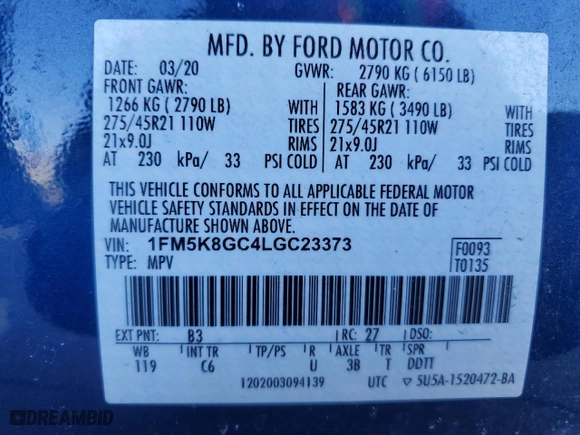 MFD. BY FORD MOTOR CO.
DATE: 03/20 GVWR: 2790 KG ( 6150 LB)
FRONT GAWR: REAR GAWR:
1266 KG ( 2790 LB) WITH 1583 KG ( 3490 LB) WITH
275/45R21 110W TIRES 275/45R21 110W TIRES
21x9.0J RIMS 21x9.0J RIMS
AT 230 kPa/ 33 PSI COLD AT 230 kPa/ 33 PSI COLD
THIS VEHICLE CONFORMS TO ALL APPLICABLE FEDERAL MOTOR
VEHICLE SAFETY STANDARDS IN EFFECT ON THE DATE OF
MANUFACTURE SHOWN ABOVE.
VIN: 1FM5K8GC4LGC23373 F0093
TYPE: MPV T0135
EXT PNT: B3 RC: 27 DSO:
WB INT TR TP/PS R AXLE TR SPR
119 C6 U 3B T DDTT
1202003094139 UTC ▽ 5U5A-1520472-BA
DREAMBID